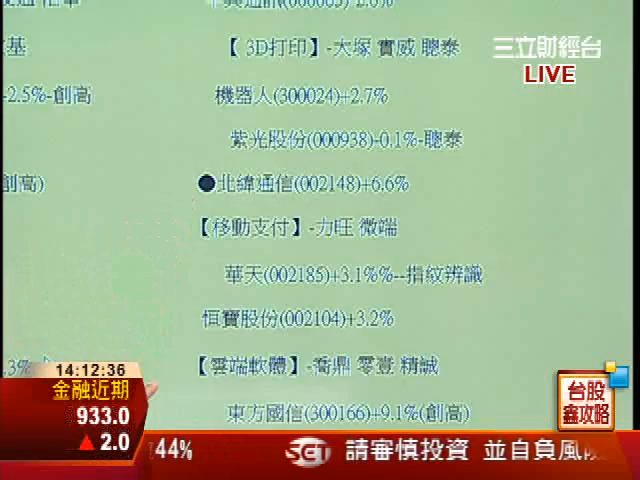 (000063)-2.0%
基
【 3D打印】-大塚 實威 聰泰
三立財經台
LIVE
-2.5%-創高
機器人(300024)+2.7%
紫光股份(000938)-0.1%-聰泰
創高)
●北緯通信(002148)+6.6%
【移動支付】-力旺 微端
華天(002185)+3.1%%--指紋辨識
恒寶股份(002104)+3.2%
.3%
【雲端軟體】-喬鼎 零壹 精誠
東方國信(300166)+9.1%(創高)
14:12:36
金融近期
933.0
▲2.0
台股
鑫攻略
44%
SET
請審慎投資 並自負風險